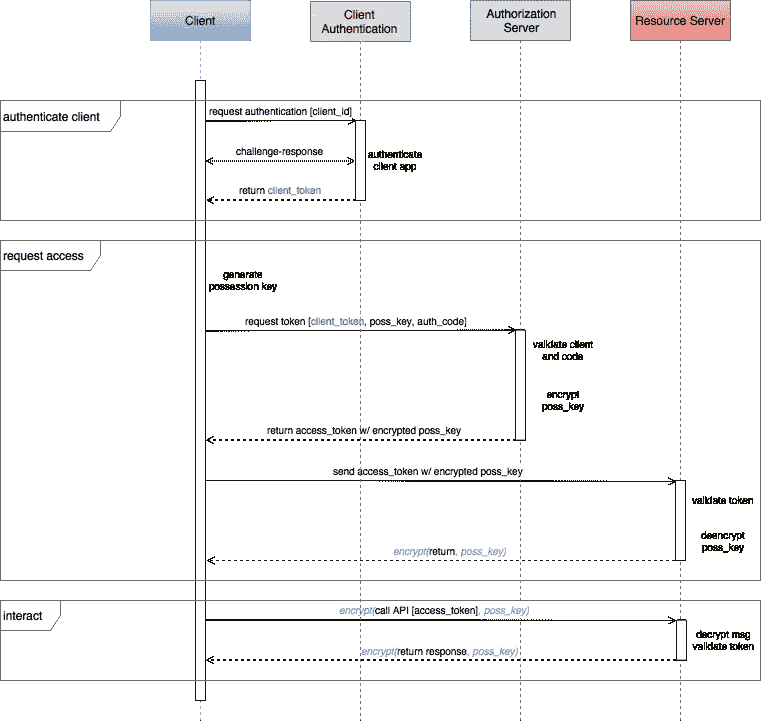 Client
Client
Authentication
Authorization
Server
Resource Server
authenticate client
request authentication [client_id]
challenge-response
authenticate
client app
return client_token
request access
generate
possession key
request token [client_token, poss_key, auth_code]
validate client
and code
encrypt
poss_key
return access_token w/ encrypted poss_key
send access_token w/ encrypted poss_key
validate token
deencrypt
poss_key
encrypt(return, poss_key)
interact
encrypt(call API [access_token], poss_key)
decrypt msg
validate token
encrypt(return response, poss_key)